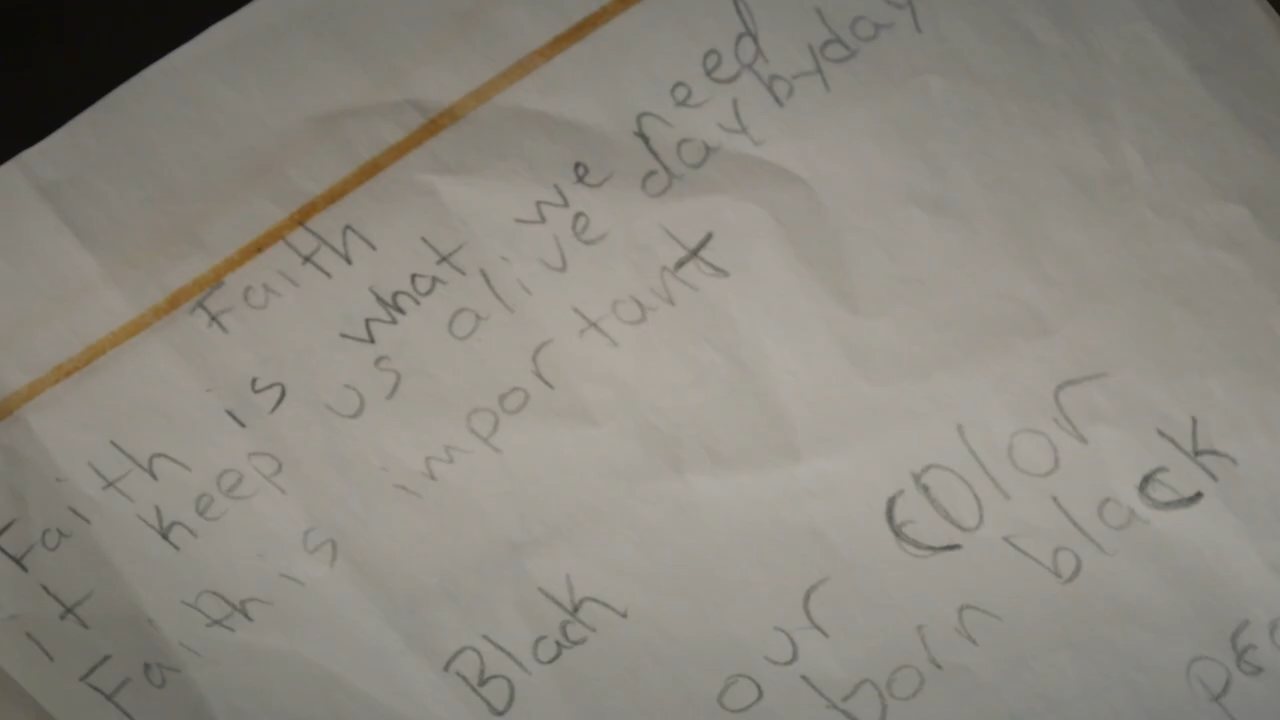 Faith
Faith is what we need
it keep us alive day by day
Faith is important
Black
our color
born black